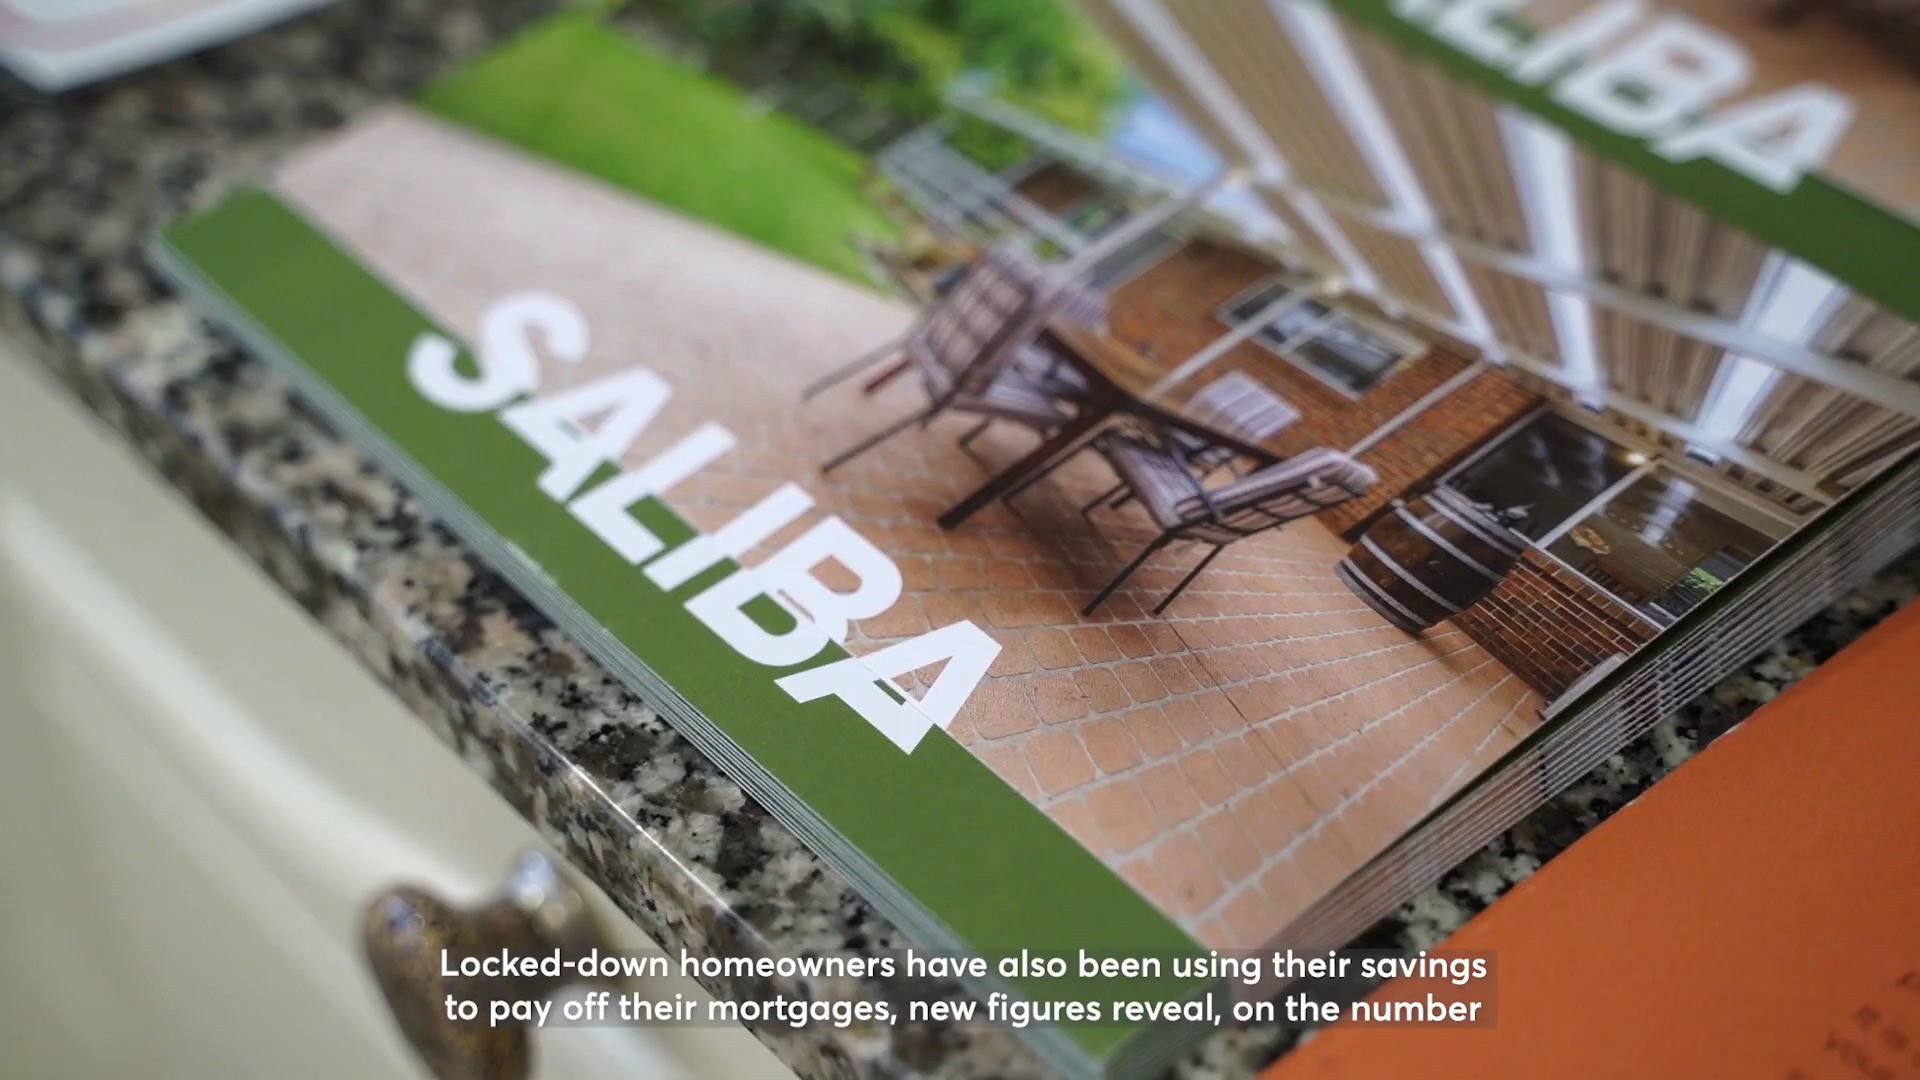 LIBA
SALIBA
Locked-down homeowners have also been using their savings
to pay off their mortgages, new figures reveal, on the number